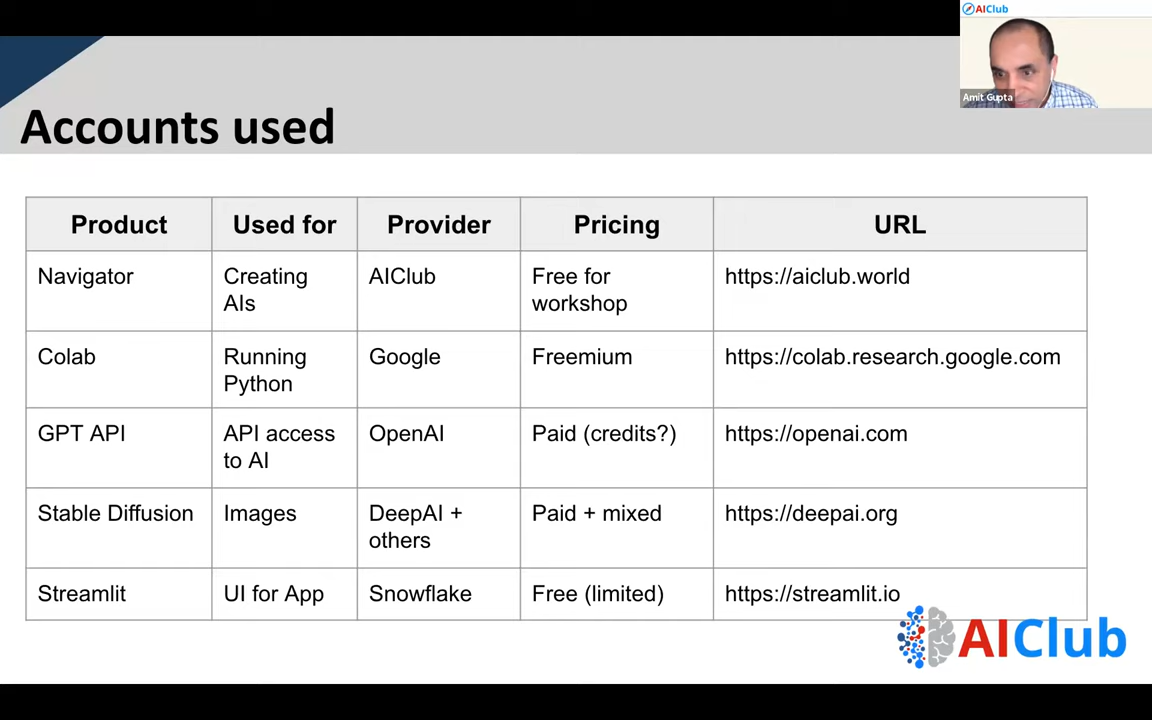 AIClub
Amit Gupta
Accounts used
Product Used for Provider Pricing URL
Navigator Creating AIs AIClub Free for workshop https://aiclub.world
Colab Running Python Google Freemium https://colab.research.google.com
GPT API API access to AI OpenAI Paid (credits?) https://openai.com
Stable Diffusion Images DeepAI + others Paid + mixed https://deepai.org
Streamlit UI for App Snowflake Free (limited) https://streamlit.io
AIClub